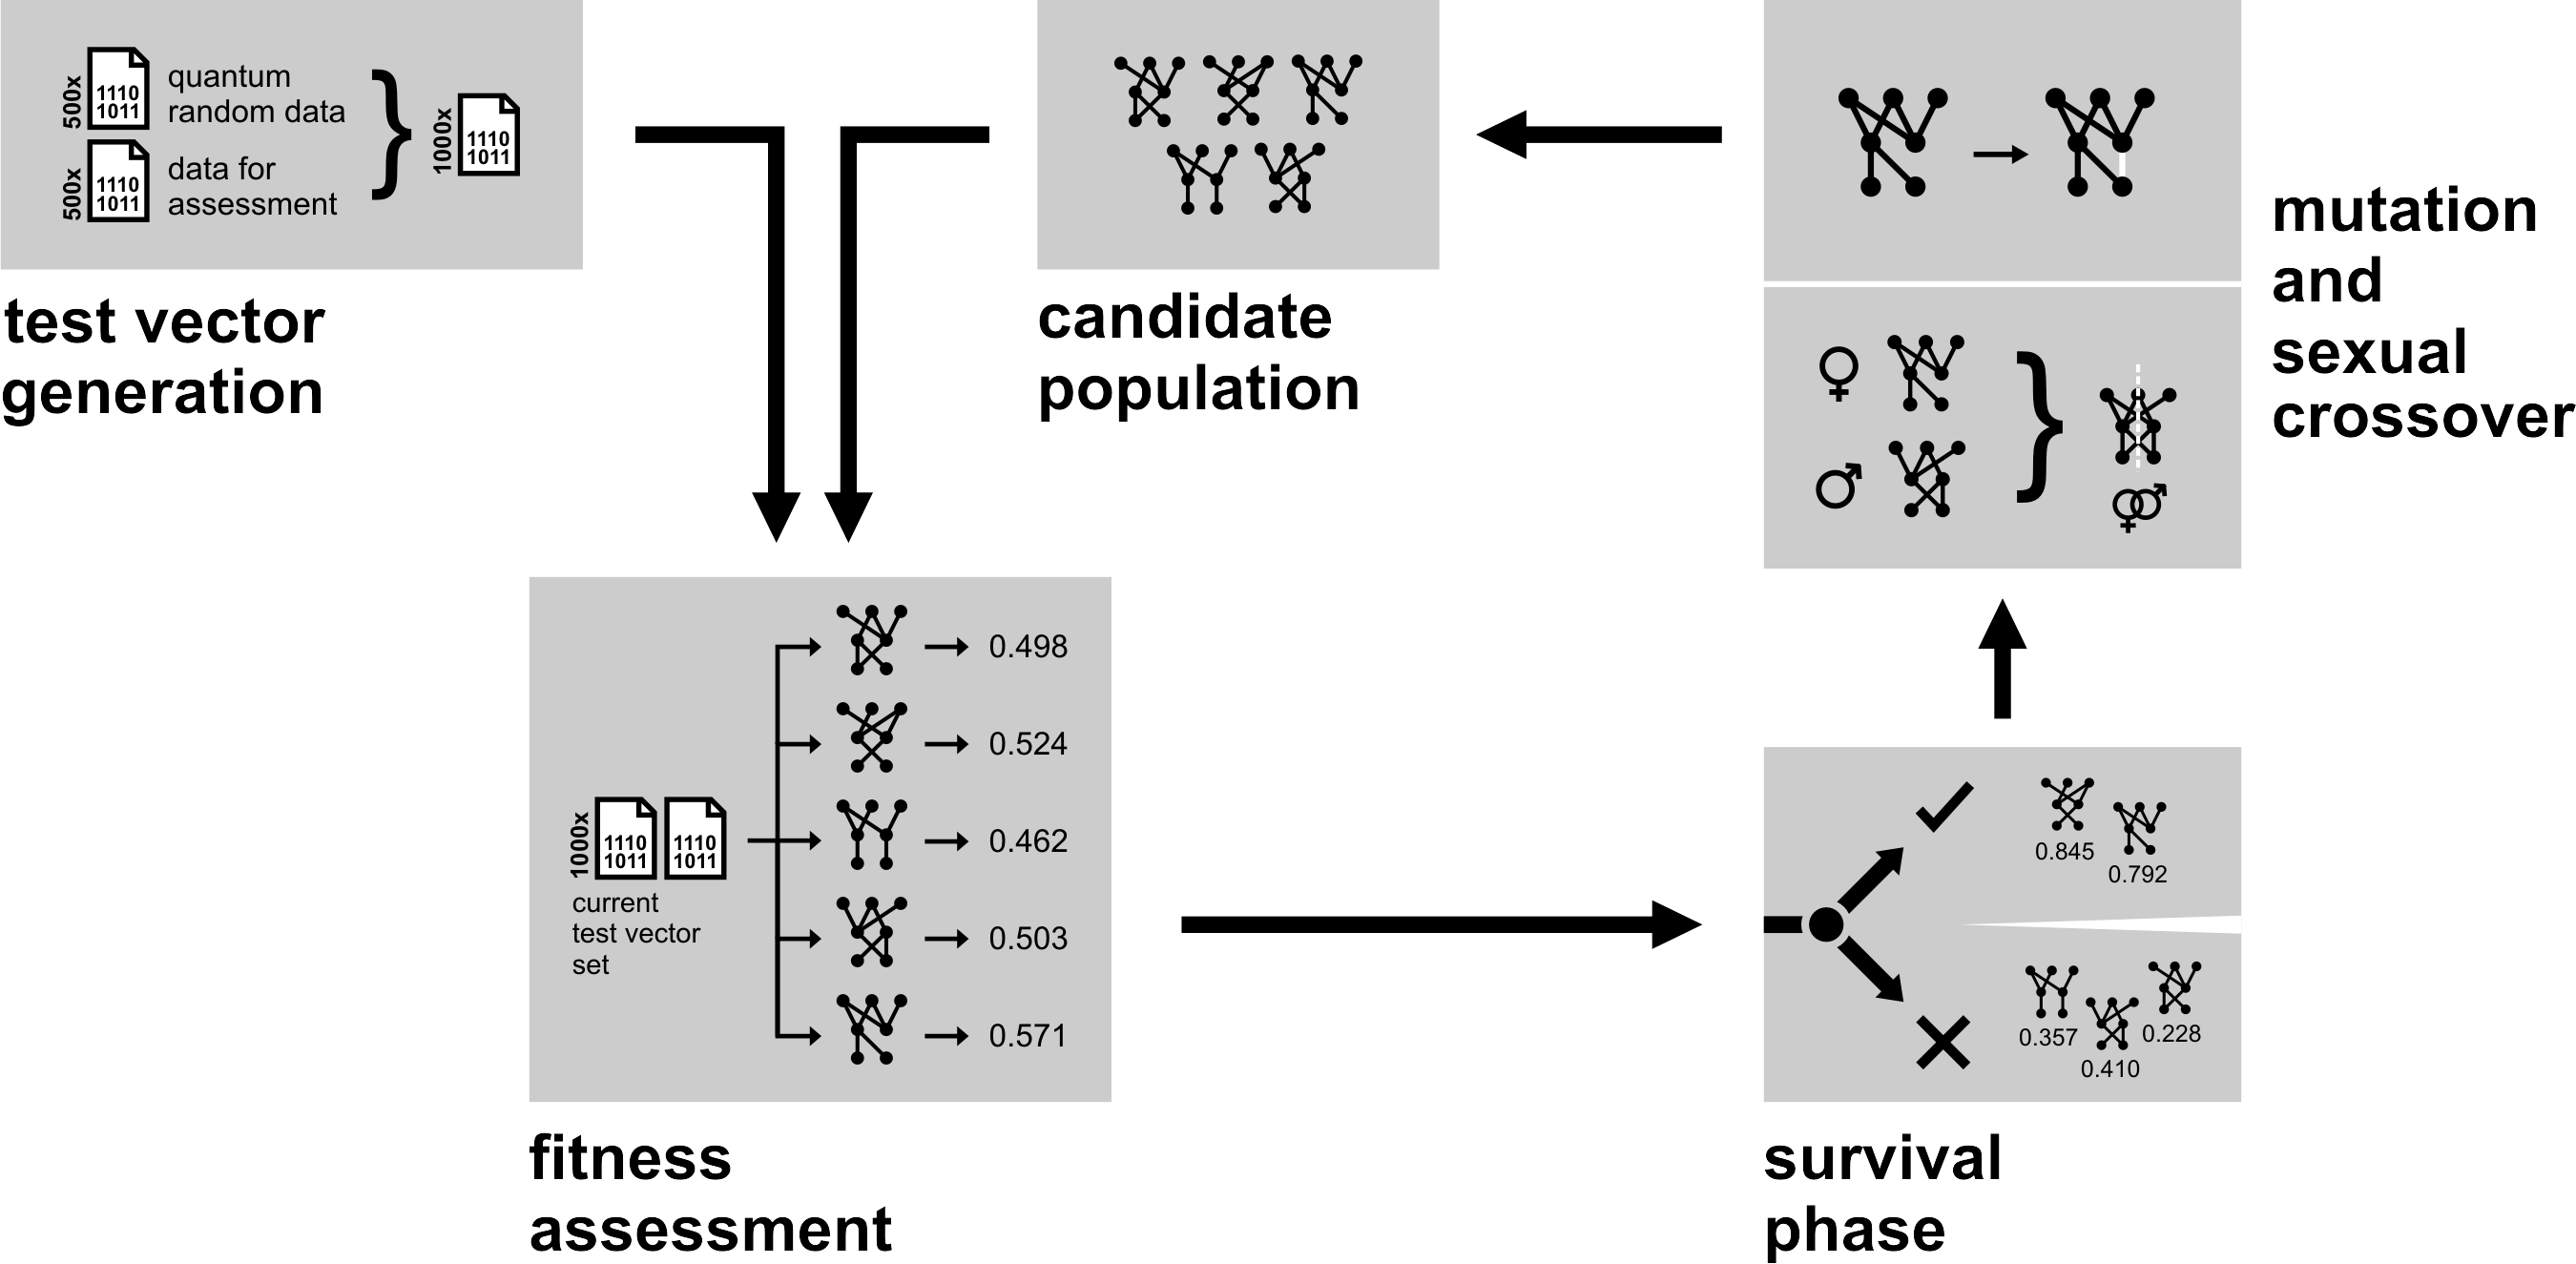 500x
1110
1011
quantum
random data
500x
1110
1011
data for
assessment
1000x
1110
1011
test vector
generation
candidate
population
mutation
and
sexual
crossover
1000x
1110
1011
1110
1011
current
test vector
set
0.498
0.524
0.462
0.503
0.571
fitness
assessment
0.845
0.792
0.357
0.410
0.228
survival
phase